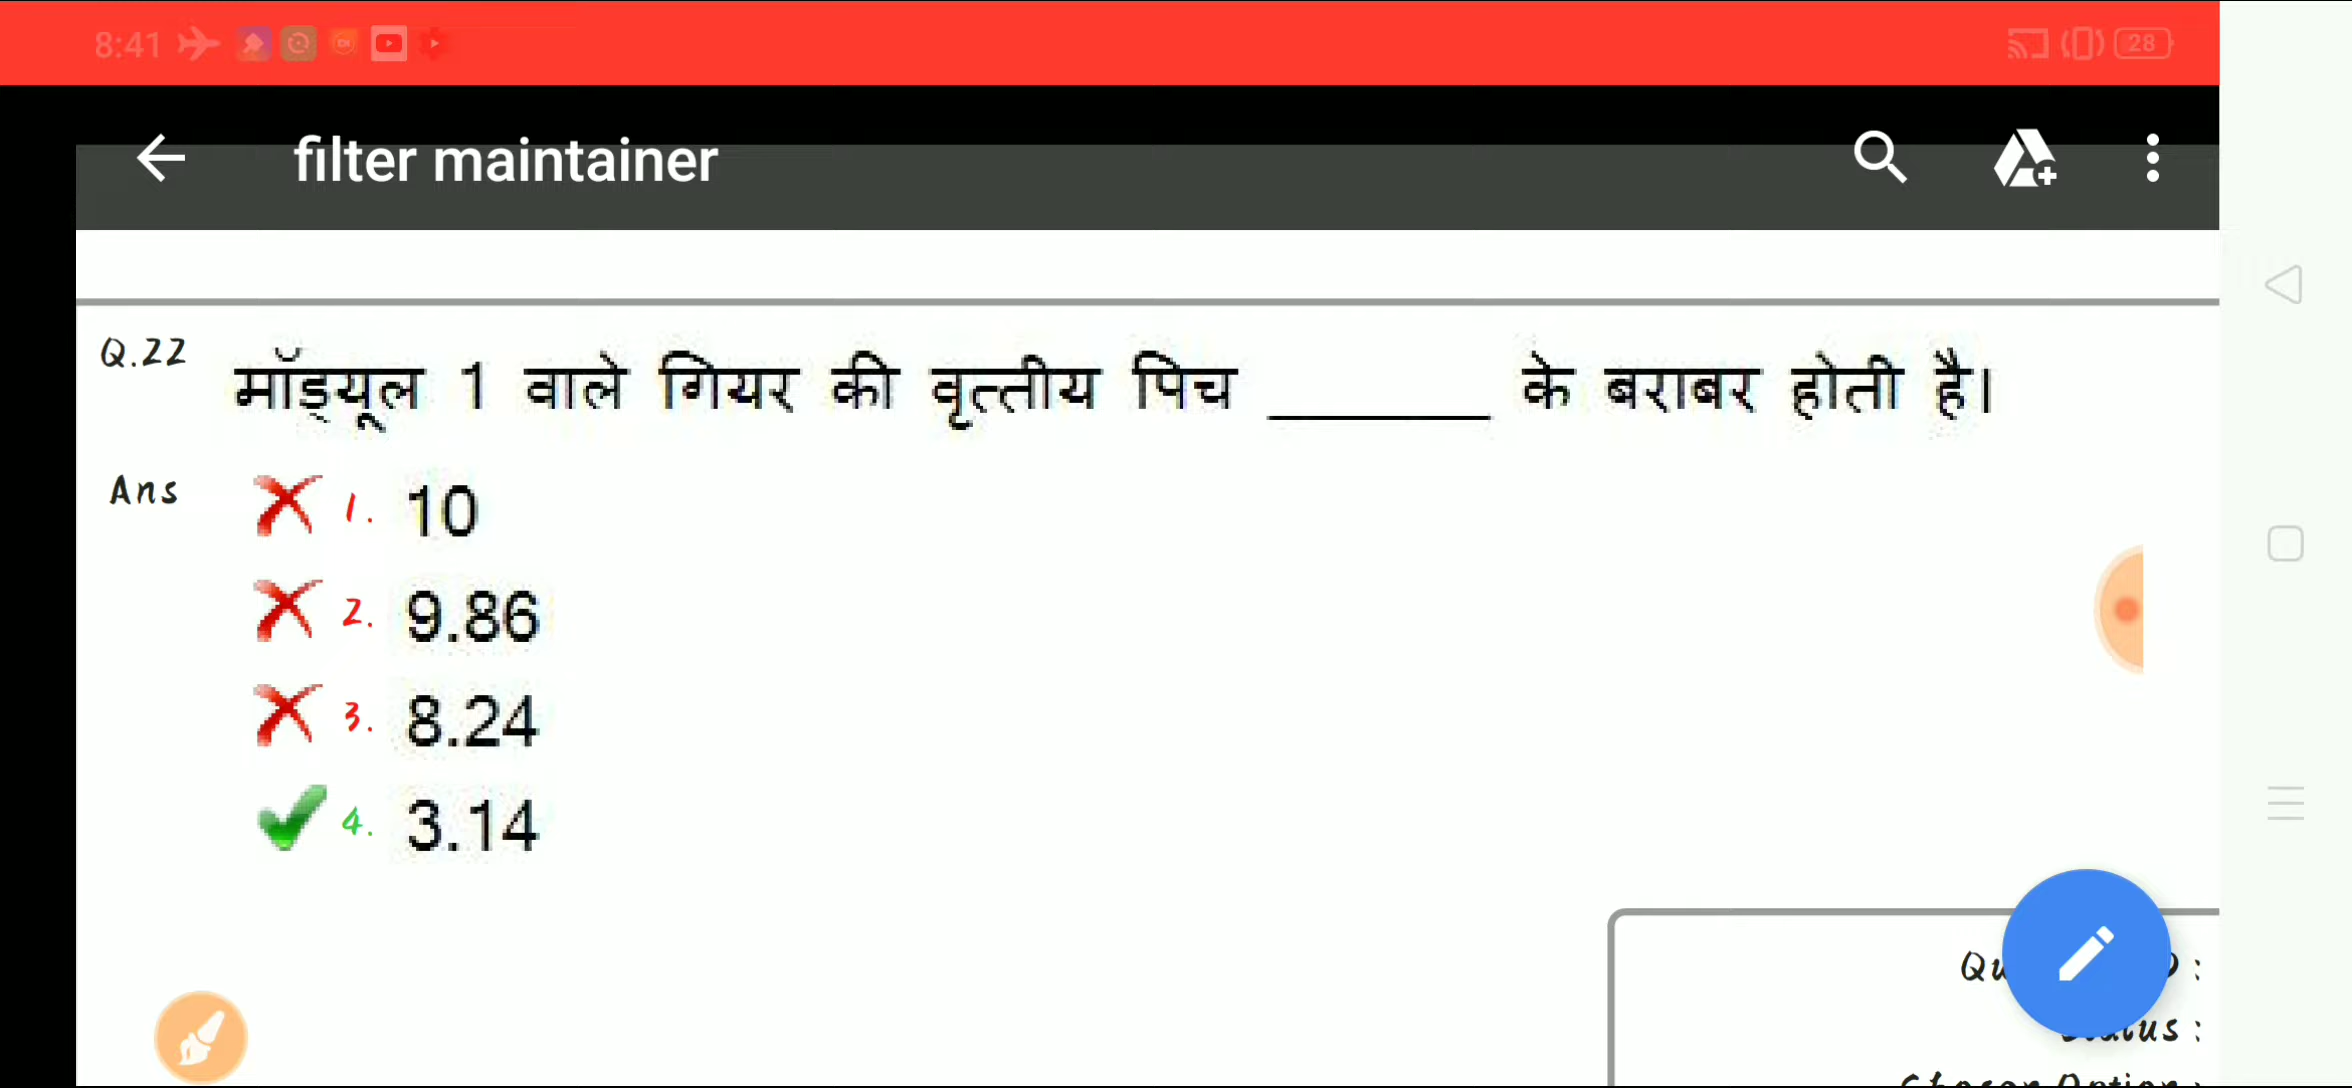 8:41
28
filter maintainer
Q.22 मॉड्यूल 1 वाले गियर की वृत्तीय पिच ______ के बराबर होती है।
Ans 1. 10
2. 9.86
3. 8.24
4. 3.14